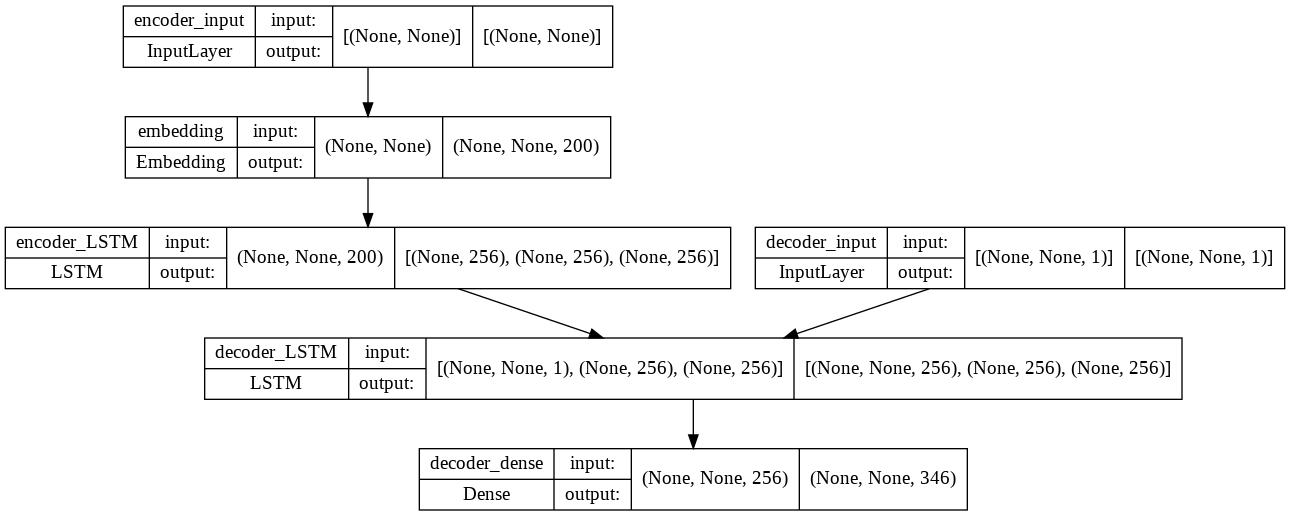 encoder_input input: [(None, None)] [(None, None)]
InputLayer output:
embedding input: (None, None) (None, None, 200)
Embedding output:
encoder_LSTM input: (None, None, 200) [(None, 256), (None, 256), (None, 256)]
LSTM output:
decoder_input input: [(None, None, 1)] [(None, None, 1)]
InputLayer output:
decoder_LSTM input: [(None, None, 1), (None, 256), (None, 256)] [(None, None, 256), (None, 256), (None, 256)]
LSTM output:
decoder_dense input: (None, None, 256) (None, None, 346)
Dense output: